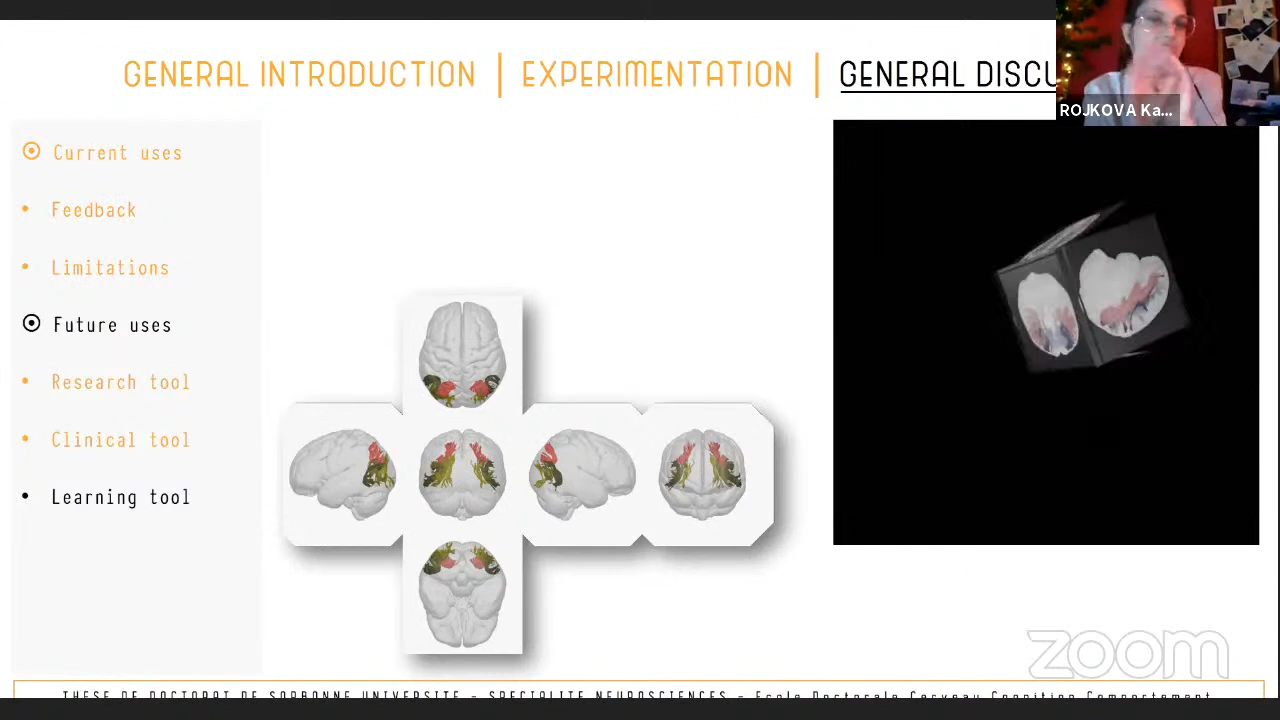 GENERAL INTRODUCTION | EXPERIMENTATION | GENERAL DISCU
ROJKOVA Ka...
Current uses
• Feedback
• Limitations
Future uses
• Research tool
• Clinical tool
• Learning tool
zoom
THESE DE DOCTORAT DE SORBONNE UNIVERSITE - SPECIALITE NEUROSCIENCES - Ecole Doctorale Cerveau Cognition Comportement